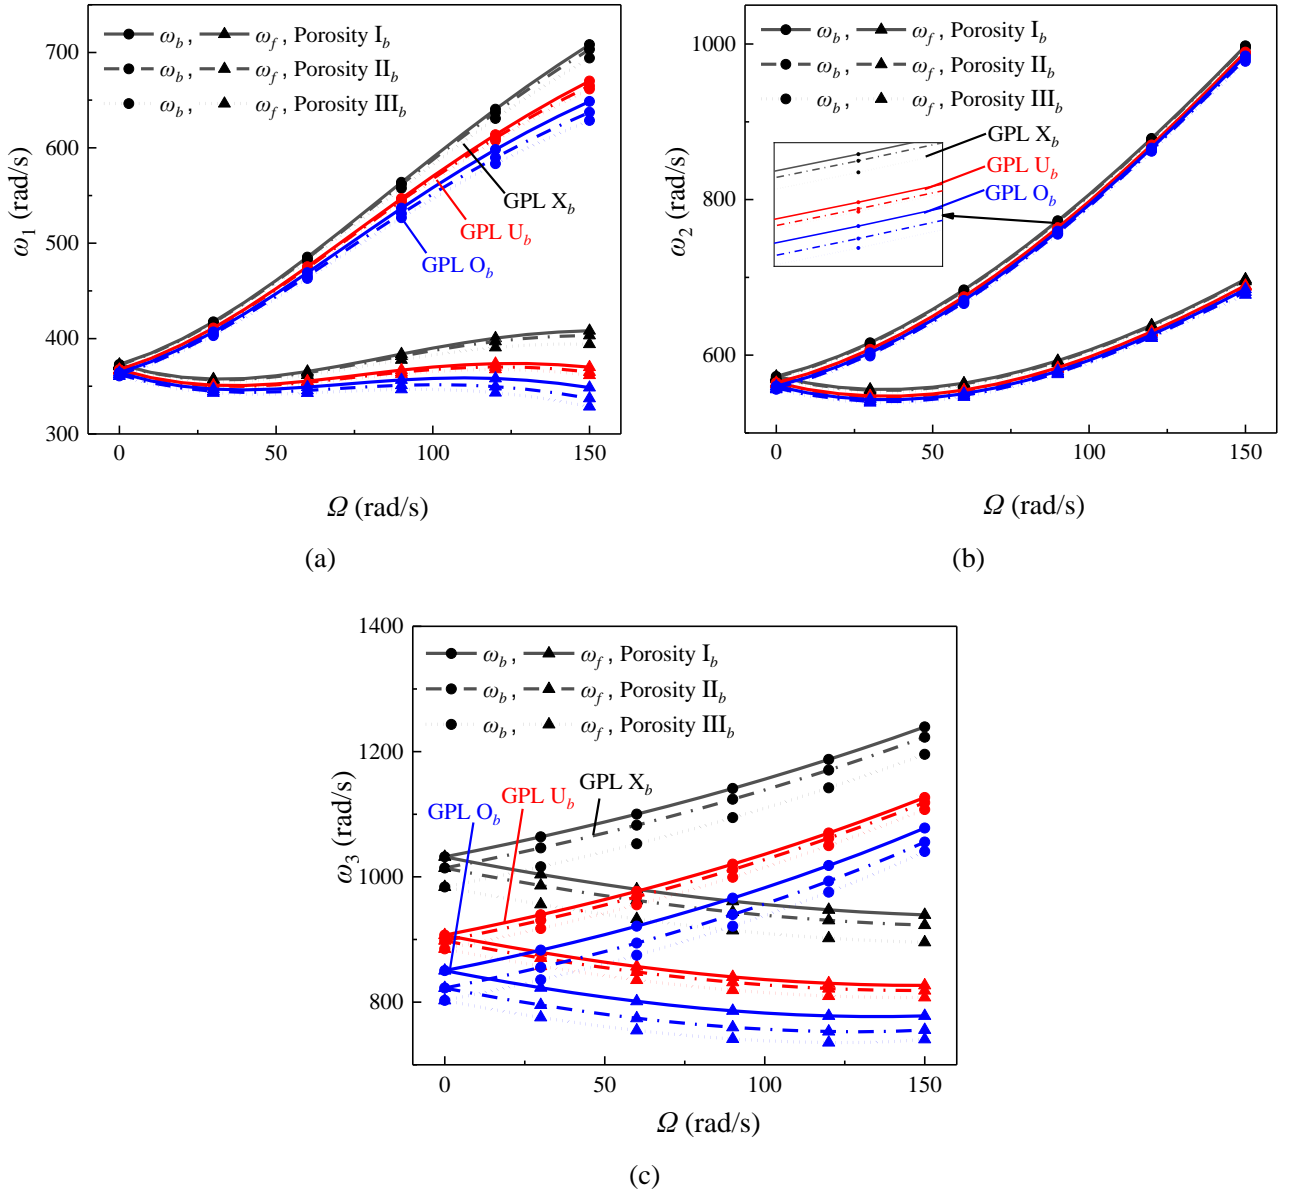 ω_b, ω_f, Porosity I_b
ω_b, ω_f, Porosity II_b
ω_b, ω_f, Porosity III_b
700
600
500
400
300
ω₁ (rad/s)
GPL X_b
GPL U_b
GPL O_b
0 50 100 150
Ω (rad/s)
(a)
ω_b, ω_f, Porosity I_b
ω_b, ω_f, Porosity II_b
ω_b, ω_f, Porosity III_b
1000
800
600
ω₂ (rad/s)
GPL X_b
GPL U_b
GPL O_b
0 50 100 150
Ω (rad/s)
(b)
1400
1200
1000
800
ω₃ (rad/s)
ω_b, ω_f, Porosity I_b
ω_b, ω_f, Porosity II_b
ω_b, ω_f, Porosity III_b
GPL X_b
GPL U_b
GPL O_b
0 50 100 150
Ω (rad/s)
(c)